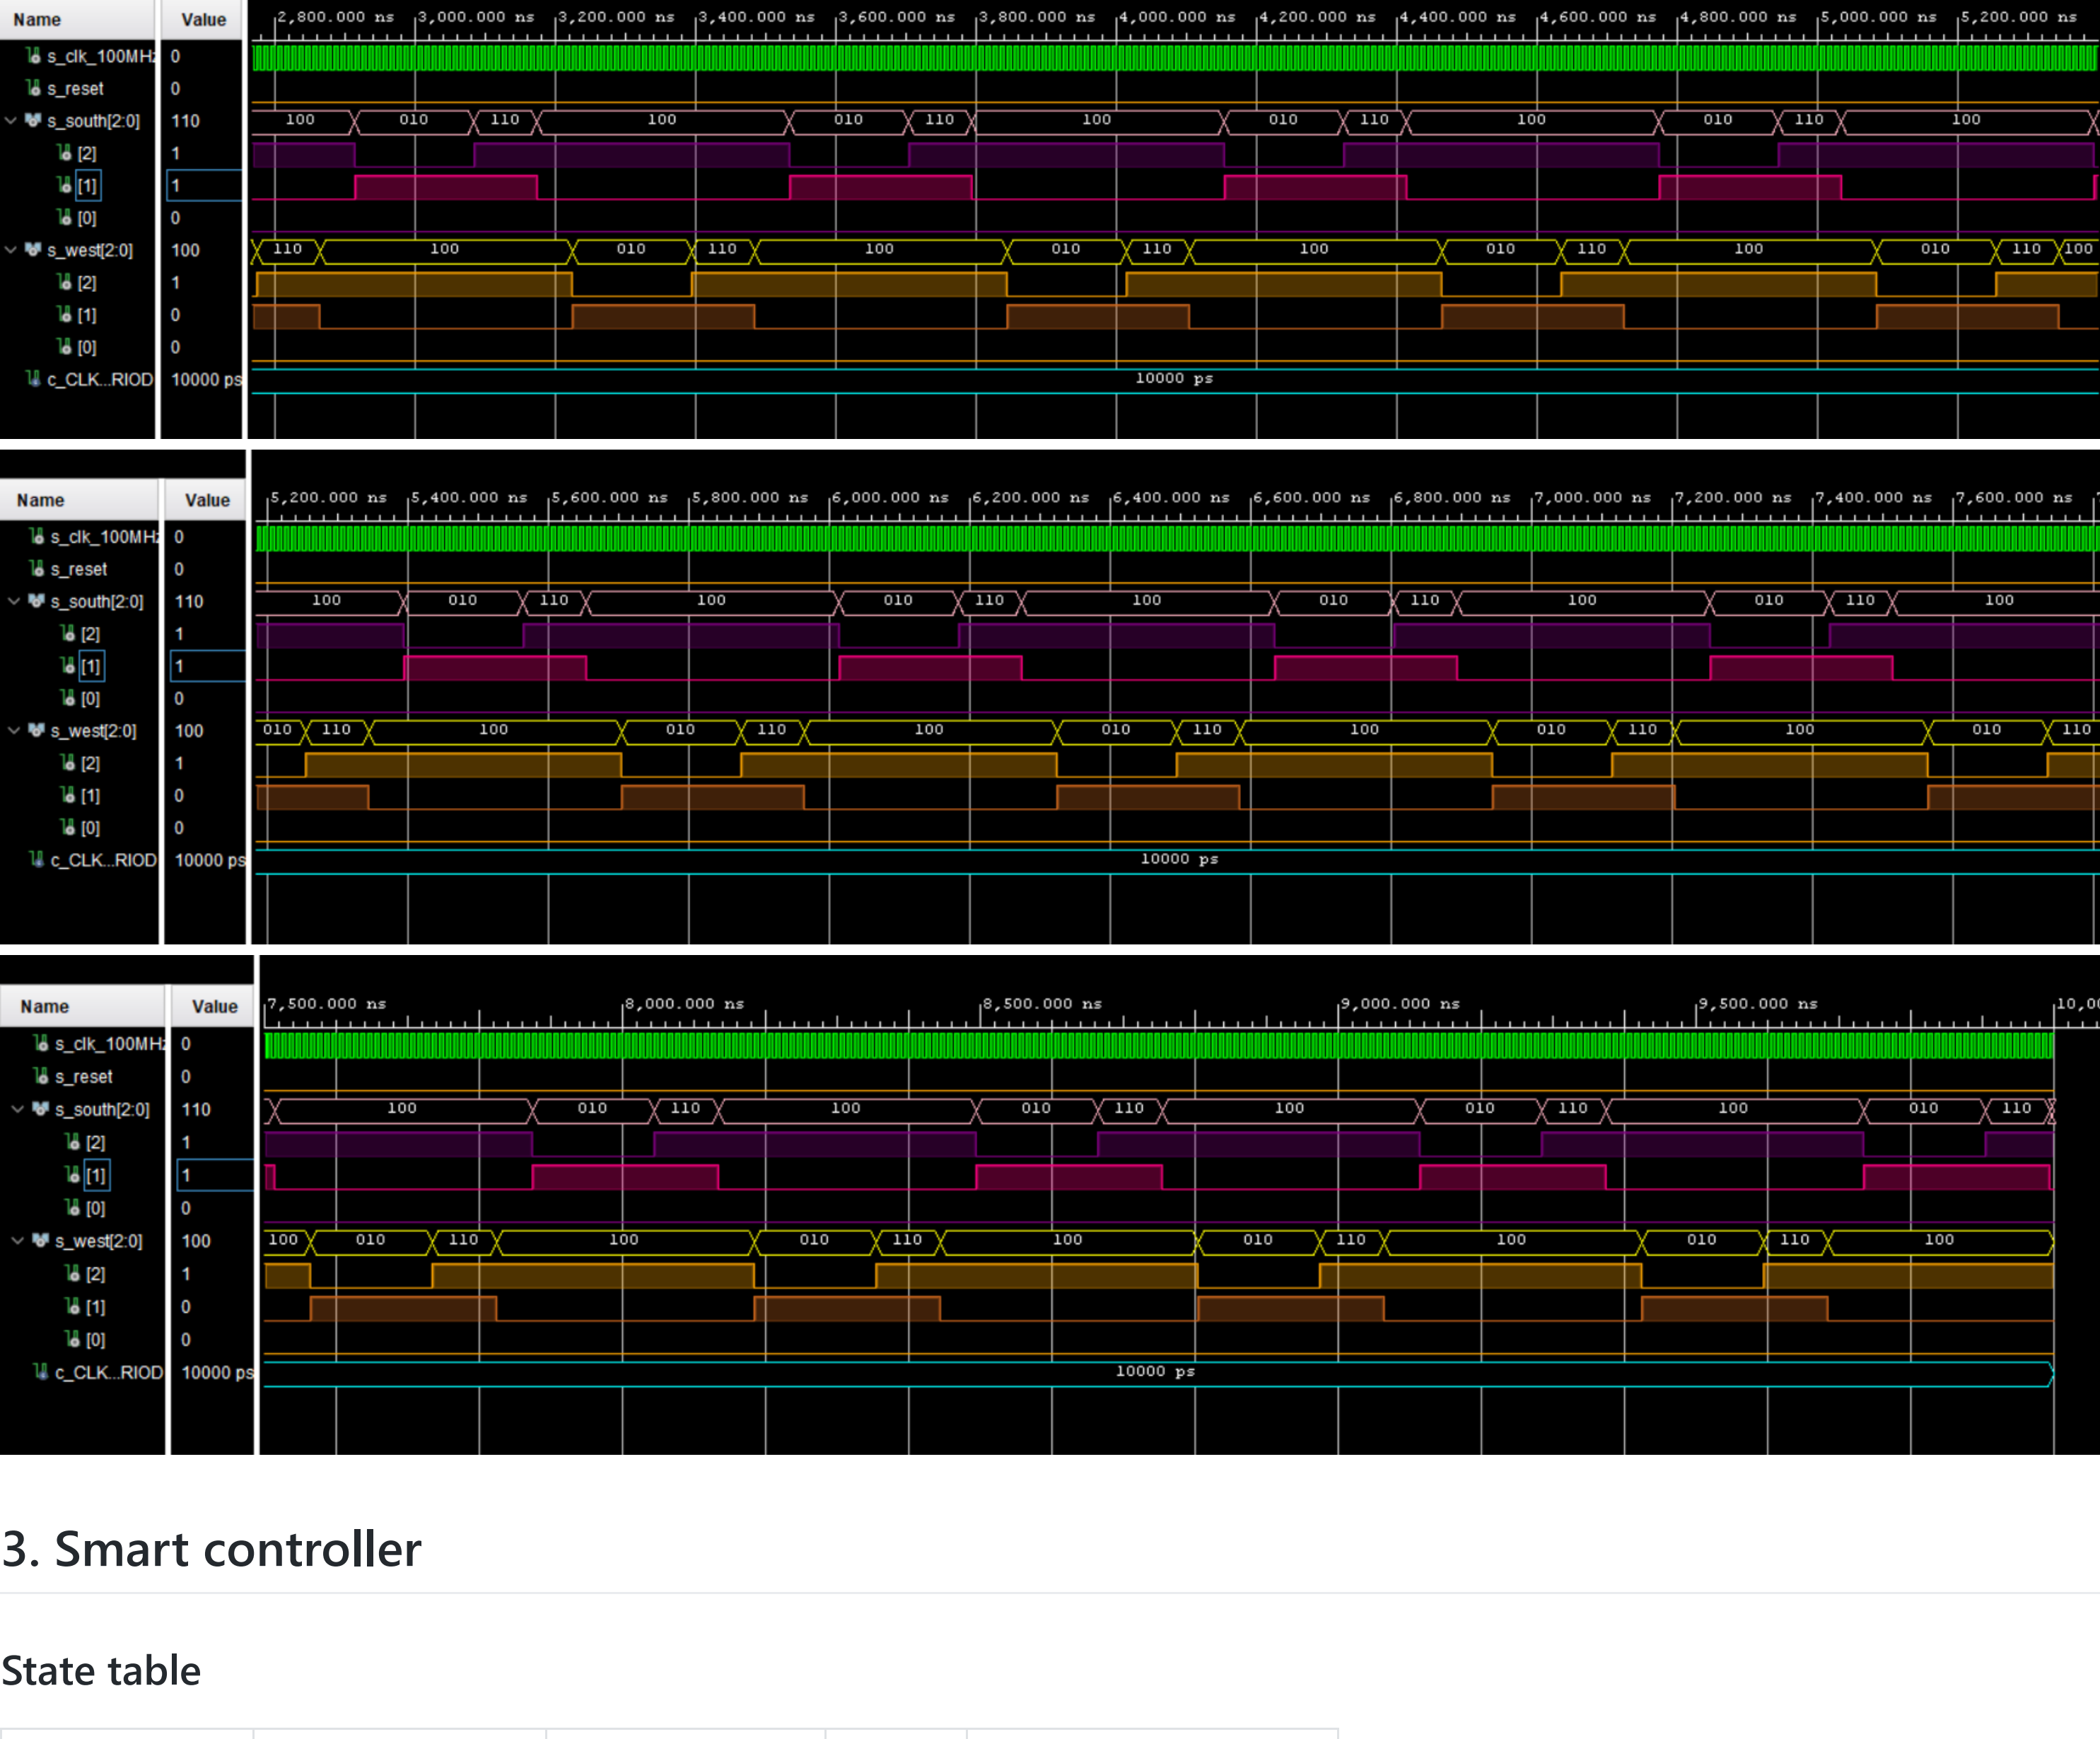 Name Value 2,800.000 ns 3,000.000 ns 3,200.000 ns 3,400.000 ns 3,600.000 ns 3,800.000 ns 4,000.000 ns 4,200.000 ns 4,400.000 ns 4,600.000 ns 4,800.000 ns 5,000.000 ns 5,200.000 ns
s_clk_100MHz 0
s_reset 0
s_south[2:0] 110 100 010 110 100 010 110 100 010 110 100 010 110 100
[2] 1
[1] 1
[0] 0
s_west[2:0] 100 110 100 010 110 100 010 110 100 010 110 100 010 110 100
[2] 1
[1] 0
[0] 0
c_CLK...RIOD 10000 ps 10000 ps
Name Value 5,200.000 ns 5,400.000 ns 5,600.000 ns 5,800.000 ns 6,000.000 ns 6,200.000 ns 6,400.000 ns 6,600.000 ns 6,800.000 ns 7,000.000 ns 7,200.000 ns 7,400.000 ns 7,600.000 ns
s_clk_100MHz 0
s_reset 0
s_south[2:0] 110 100 010 110 100 010 110 100 010 110 100 010 110 100
[2] 1
[1] 1
[0] 0
s_west[2:0] 100 010 110 100 010 110 100 010 110 100 010 110 100 010 110
[2] 1
[1] 0
[0] 0
c_CLK...RIOD 10000 ps 10000 ps
Name Value 7,500.000 ns 8,000.000 ns 8,500.000 ns 9,000.000 ns 9,500.000 ns 10,00
s_clk_100MHz 0
s_reset 0
s_south[2:0] 110 100 010 110 100 010 110 100 010 110 100 010 110
[2] 1
[1] 1
[0] 0
s_west[2:0] 100 100 010 110 100 010 110 100 010 110 100 010 110 100
[2] 1
[1] 0
[0] 0
c_CLK...RIOD 10000 ps 10000 ps
3. Smart controller
State table